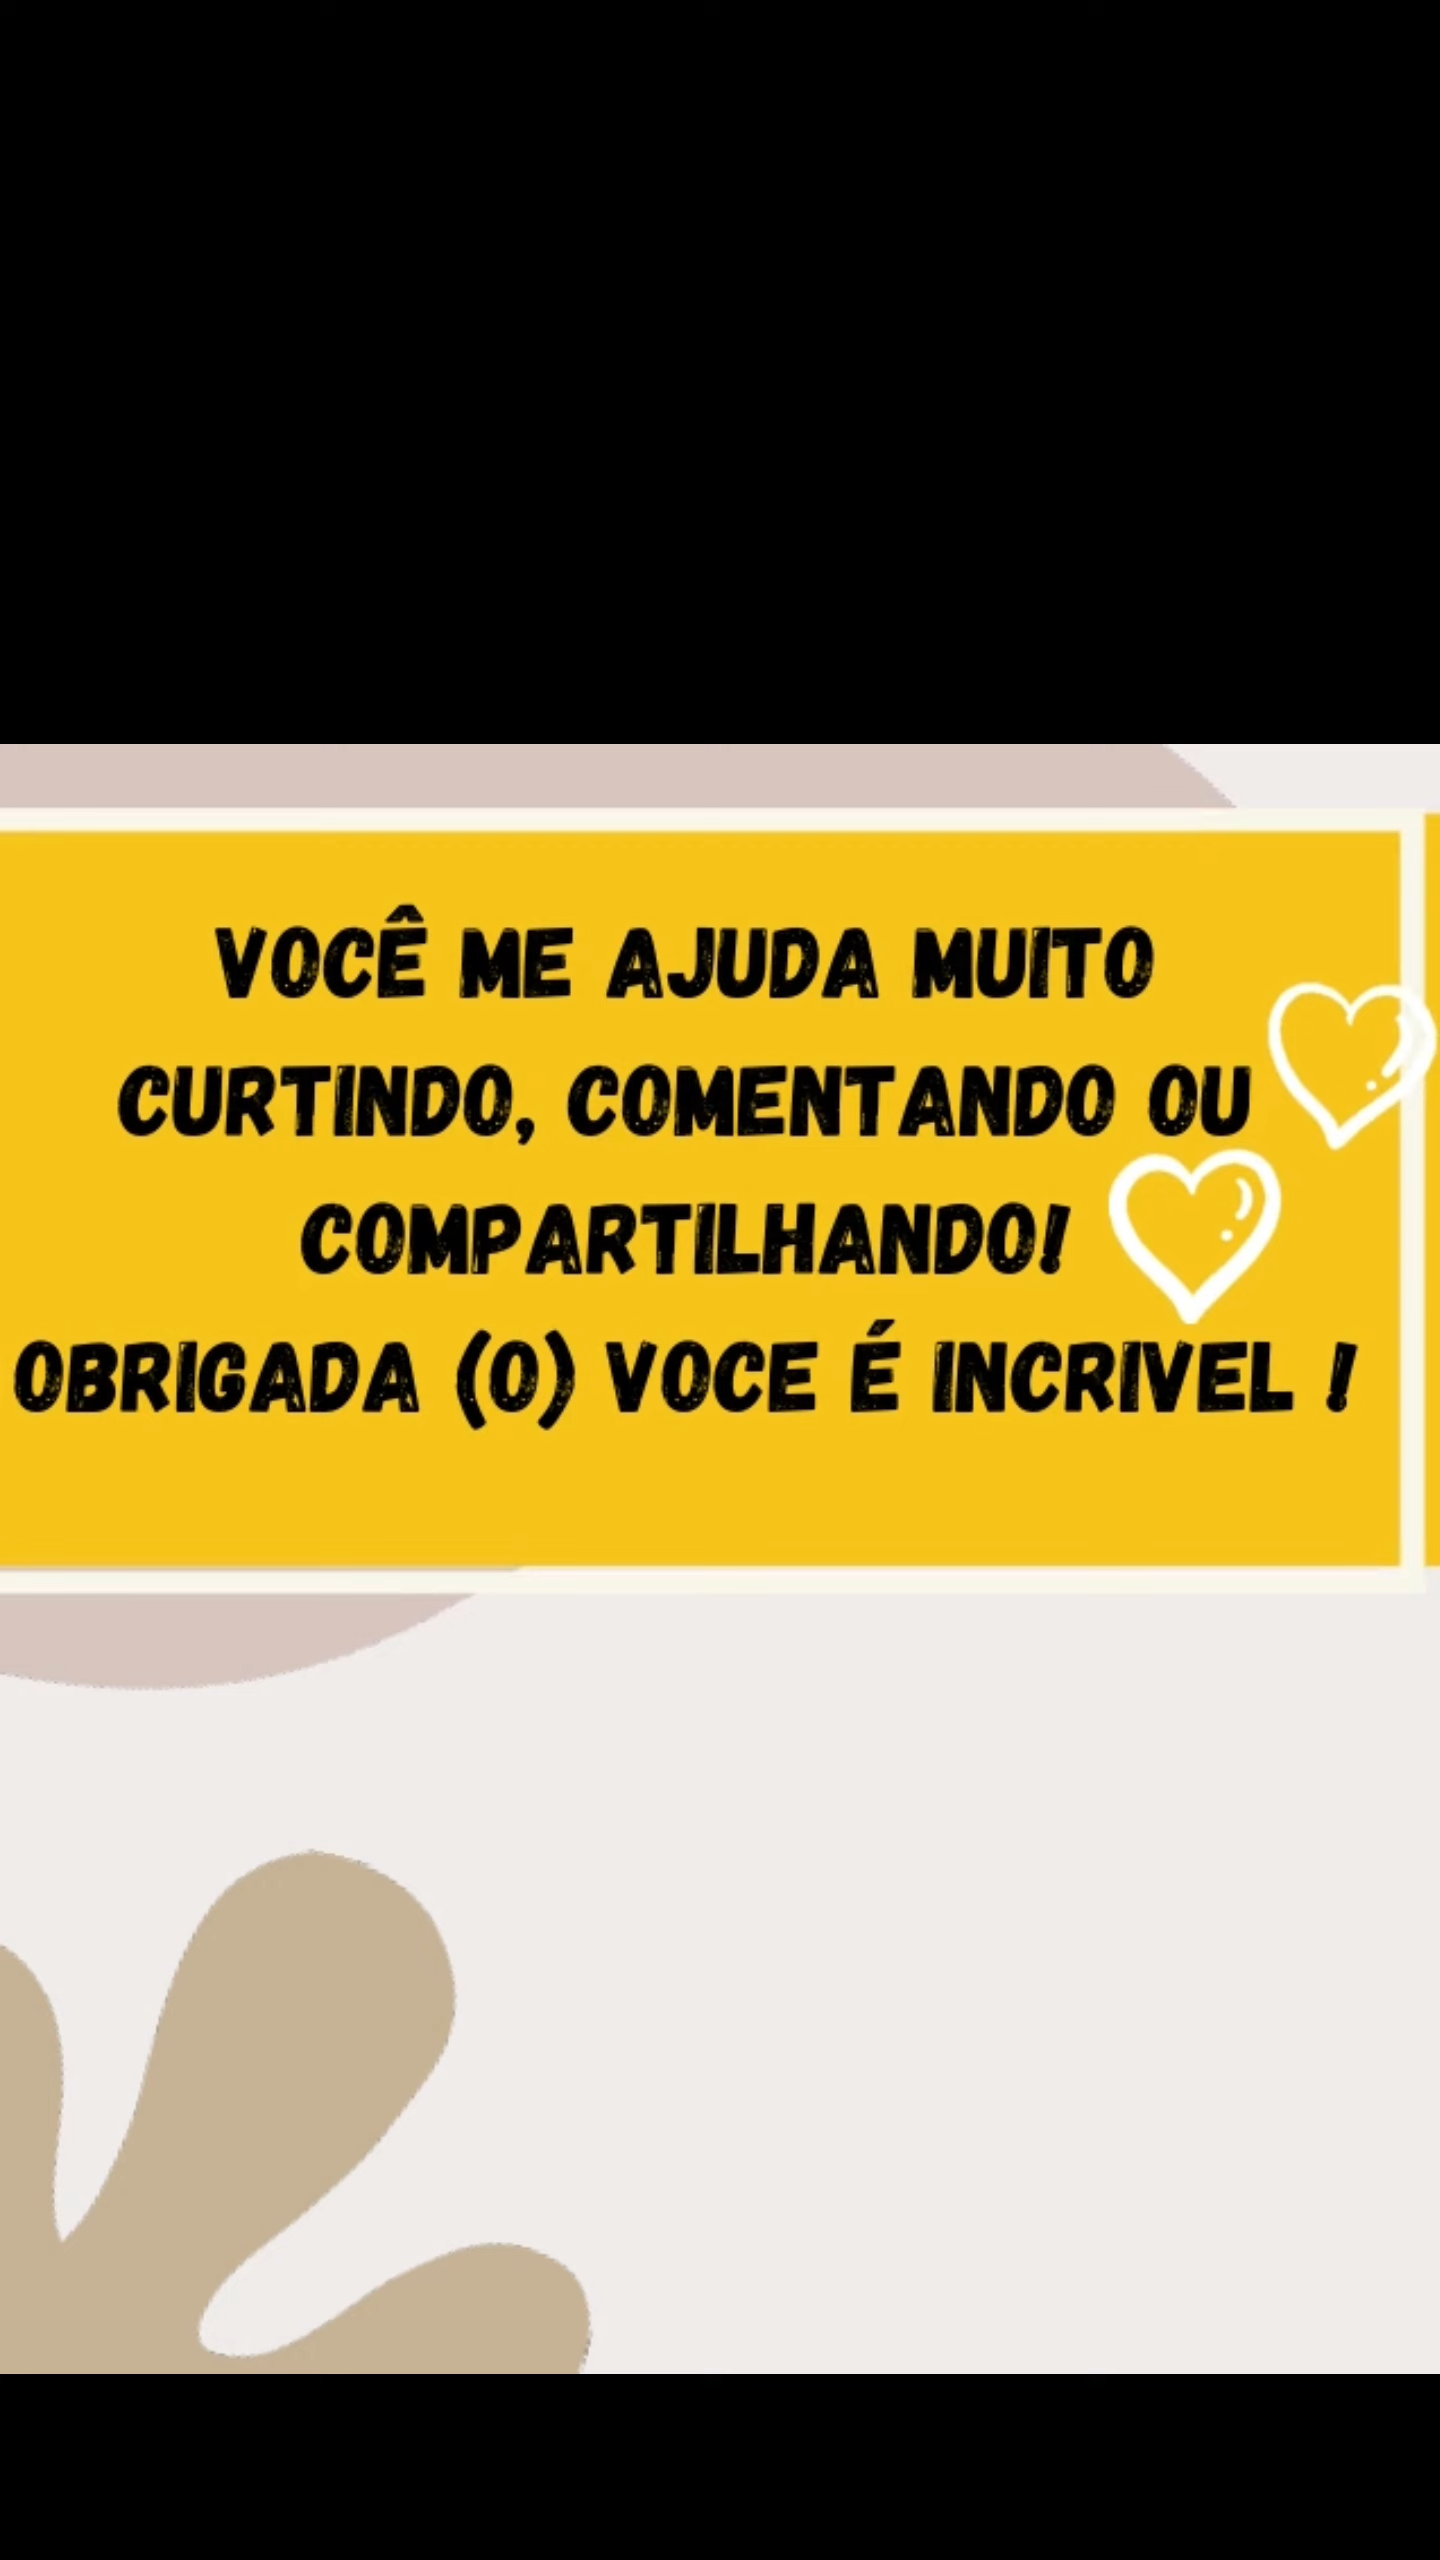 VOCÊ ME AJUDA MUITO
CURTINDO, COMENTANDO OU
COMPARTILHANDO!
OBRIGADA (O) VOCE É INCRIVEL !